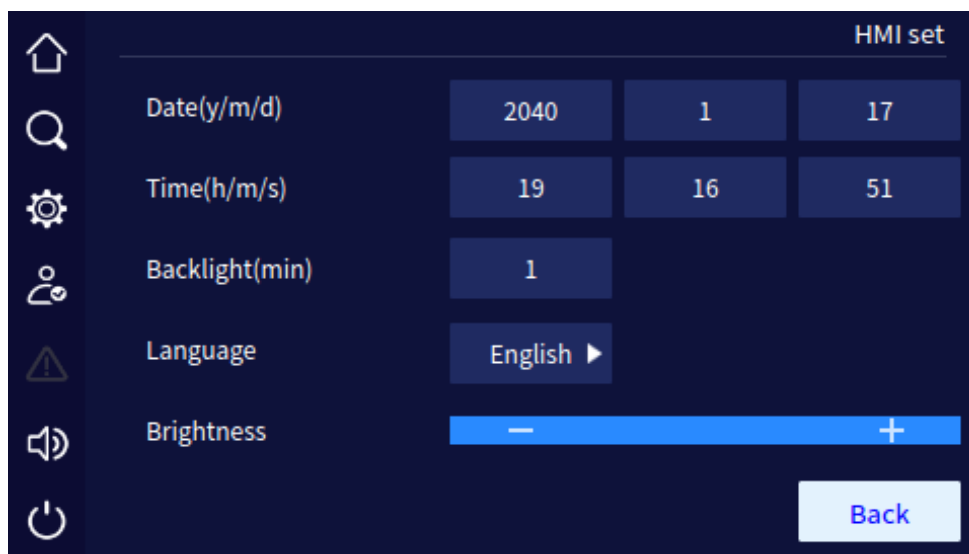 HMI set
Date(y/m/d) 2040 1 17
Time(h/m/s) 19 16 51
Backlight(min) 1
Language English ▶
Brightness − +
Back